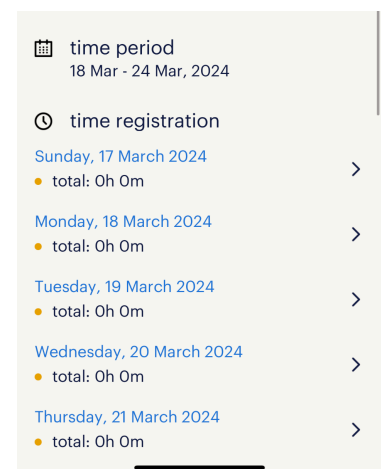 time period
18 Mar - 24 Mar, 2024
time registration
Sunday, 17 March 2024
total: 0h 0m
Monday, 18 March 2024
total: 0h 0m
Tuesday, 19 March 2024
total: 0h 0m
Wednesday, 20 March 2024
total: 0h 0m
Thursday, 21 March 2024
total: 0h 0m